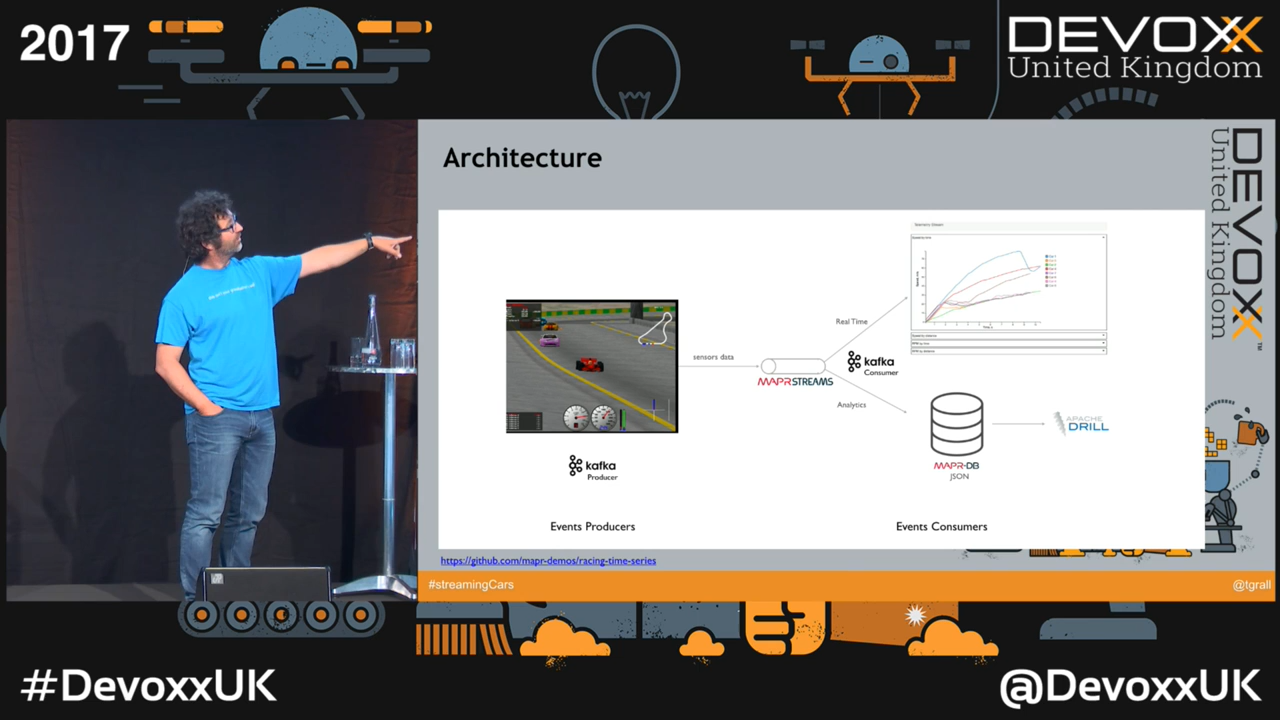 2017
DEVOXX
United Kingdom
DEVOXX
United Kingdom
Architecture
Real Time
sensors data
kafka
Consumer
MAPR STREAMS
Analytics
APACHE
DRILL
kafka
Producer
MAPR-DB
JSON
Events Producers
Events Consumers
https://github.com/mapr-demos/racing-time-series
#streamingCars
@tgrall
#DevoxxUK
@DevoxxUK